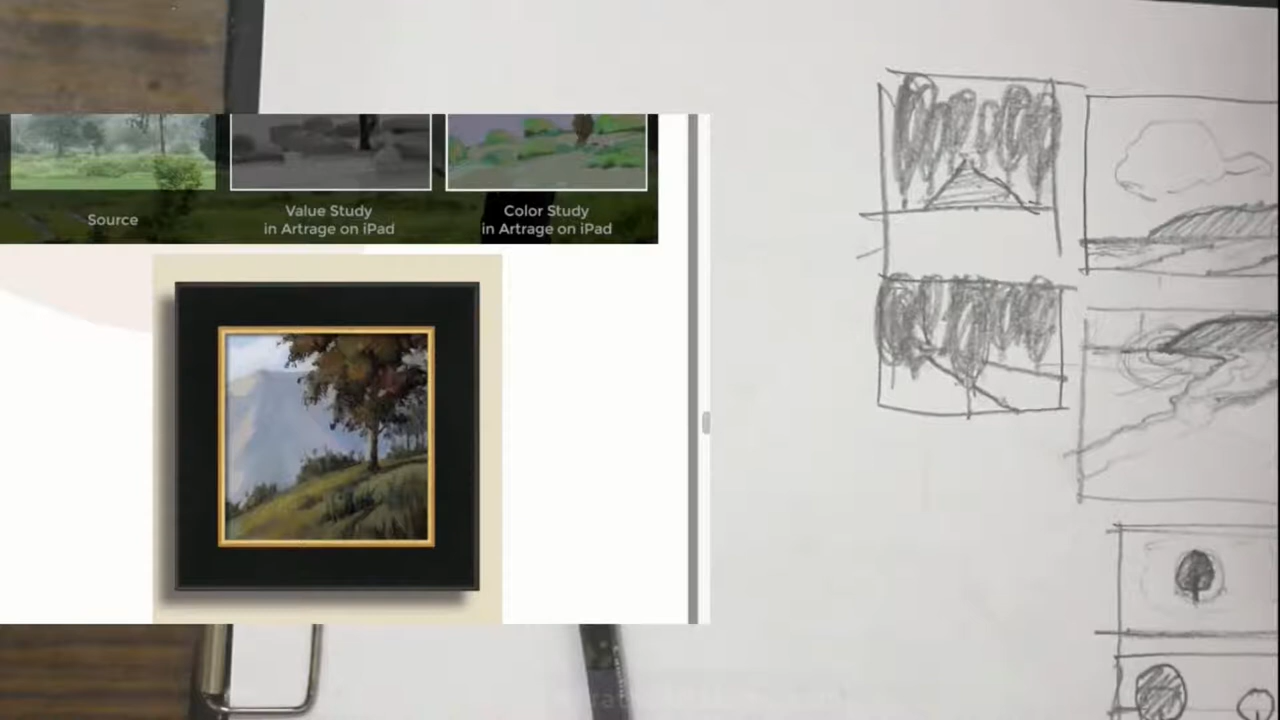 Source
Value Study
in Artrage on iPad
Color Study
in Artrage on iPad